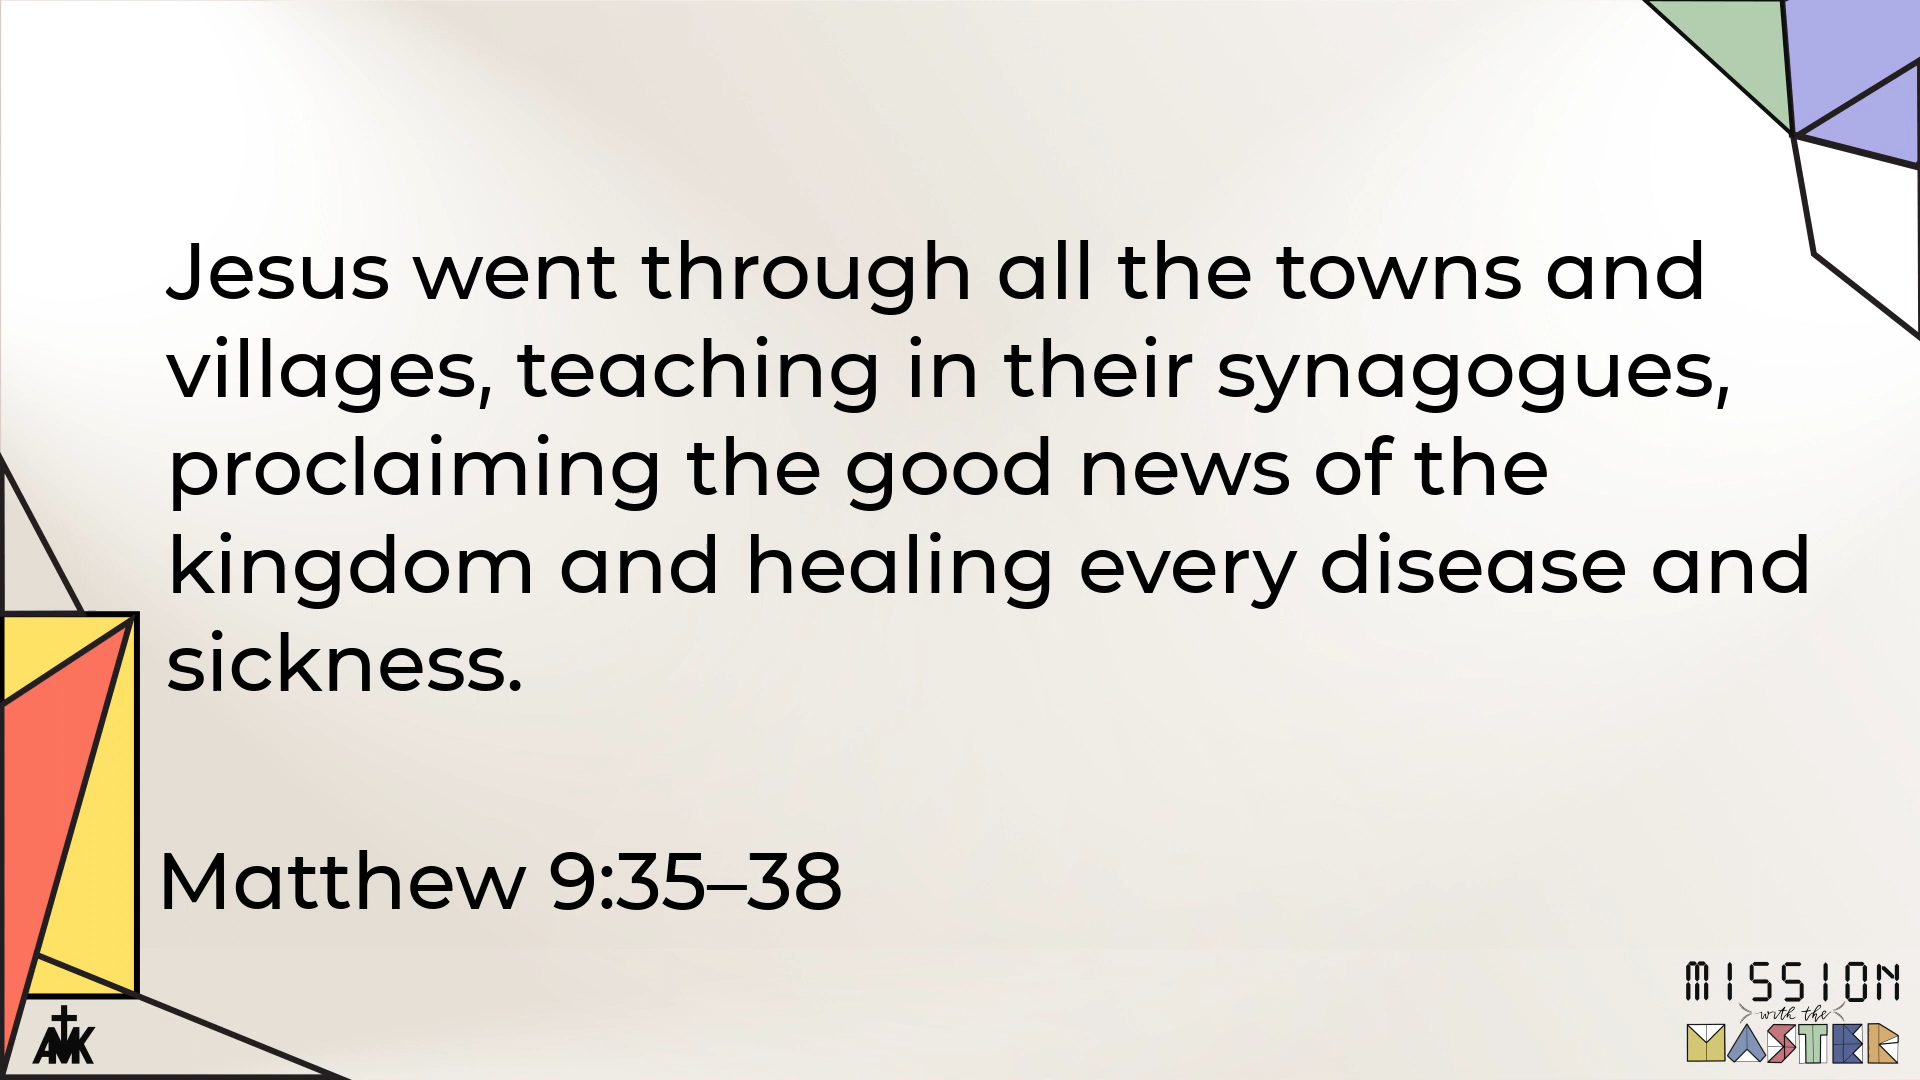 Jesus went through all the towns and
villages, teaching in their synagogues,
proclaiming the good news of the
kingdom and healing every disease and
sickness.
Matthew 9:35–38
AMK
MISSION
with the
MASTER